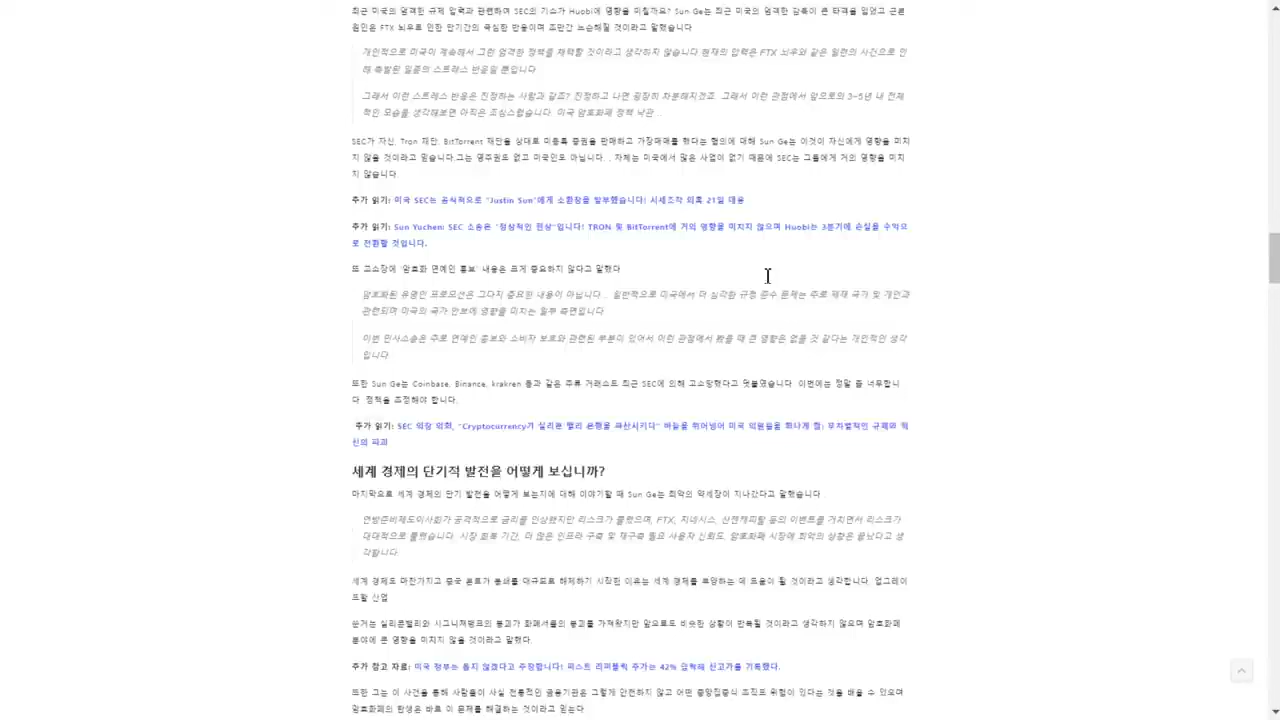 최근 미국의 엄격한 규제 압력과 관련하여 SEC의 기소가 Huobi에 영향을 미칠까요? Sun Ge는 최근 미국의 엄격한 감독이 큰 타격을 입었고 근본
원인은 FTX 뇌우로 인한 단기간의 극심한 반응이며 조만간 느슨해질 것이라고 말했습니다
개인적으로 미국이 계속해서 그런 엄격한 정책을 채택할 것이라고 생각하지 않습니다 현재의 압력은 FTX 뇌우와 같은 일련의 사건으로 인
해 촉발된 일종의 스트레스 반응일 뿐입니다
그래서 이런 스트레스 반응은 진정하는 사람과 같죠? 진정하고 나면 굉장히 차분해지겠죠. 그래서 이런 관점에서 앞으로의 3~5년 내 전체
적인 모습을 생각해보면 아직은 조심스럽습니다. 미국 암호화폐 정책 낙관 ..
SEC가 자신, Tron 재단, BitTorrent 재단을 상대로 미등록 증권을 판매하고 가장매매를 했다는 혐의에 대해 Sun Ge는 이것이 자신에게 영향을 미치
지 않을 것이라고 믿습니다.그는 영주권도 없고 미국인도 아닙니다. . 자체는 미국에서 많은 사업이 없기 때문에 SEC는 그들에게 거의 영향을 미치
지 않습니다.
추가 읽기: 미국 SEC는 공식적으로 "Justin Sun"에게 소환장을 발부했습니다! 시세조작 의혹 21일 대응
추가 읽기: Sun Yuchen: SEC 소송은 "정상적인 현상"입니다! TRON 및 BitTorrent에 거의 영향을 미치지 않으며 Huobi는 3분기에 손실을 수익으
로 전환할 것입니다.
또 고소장에 '암호화 연예인 홍보' 내용은 크게 중요하지 않다고 말했다
암호화된 유명인 프로모션은 그다지 중요한 내용이 아닙니다... 일반적으로 미국에서 더 심각한 규정 준수 문제는 주로 제재 국가 및 개인과
관련되며 미국의 국가 안보에 영향을 미치는 일부 측면입니다
이번 민사소송은 주로 연예인 홍보와 소비자 보호와 관련된 부분이 있어서 이런 관점에서 봤을 때 큰 영향은 없을 것 같다는 개인적인 생각
입니다.
또한 Sun Ge는 Coinbase, Binance, krakren 등과 같은 주류 거래소도 최근 SEC에 의해 고소당했다고 덧붙였습니다. 이번에는 정말 좀 너무합니
다. 정책을 조정해야 합니다.
추가 읽기: SEC 의장 의회, "Cryptocurrency가 실리콘 밸리 은행을 파산시키다" 바늘을 뛰어넘어 미국 의원들을 화나게 함: 무차별적인 규제와 혁
신의 파괴
세계 경제의 단기적 발전을 어떻게 보십니까?
마지막으로 세계 경제의 단기 발전을 어떻게 보는지에 대해 이야기할 때 Sun Ge는 최악의 약세장이 지나갔다고 말했습니다 .
연방준비제도이사회가 공격적으로 금리를 인상했지만 리스크가 풀렸으며, FTX, 지네시스, 산젠캐피탈 등의 이벤트를 거치면서 리스크가
대대적으로 풀렸습니다. 시장 회복 기간, 더 많은 인프라 구축 및 재구축 필요 사용자 신뢰도, 암호화폐 시장에 최악의 상황은 끝났다고 생
각합니다.
세계 경제도 마찬가지고 중국 본토가 봉쇄를 대규모로 해제하기 시작한 이유는 세계 경제를 부양하는 데 도움이 될 것이라고 생각합니다. 업그레이
드할 산업
쑨거는 실리콘밸리와 시그니처뱅크의 붕괴가 화폐서클의 붕괴를 가져왔지만 앞으로도 비슷한 상황이 반복될 것이라고 생각하지 않으며 암호화폐
분야에 큰 영향을 미치지 않을 것이라고 말했다.
추가 참고 자료: 미국 정부는 돕지 않겠다고 주장합니다! 퍼스트 리퍼블릭 주가는 42% 급락해 신고가를 기록했다.
또한 그는 이 사건을 통해 사람들이 사실 전통적인 금융기관은 그렇게 안전하지 않고 어떤 중앙집중식 조직도 위험이 있다는 것을 배울 수 있으며
암호화폐의 탄생은 바로 이 문제를 해결하는 것이라고 믿는다.